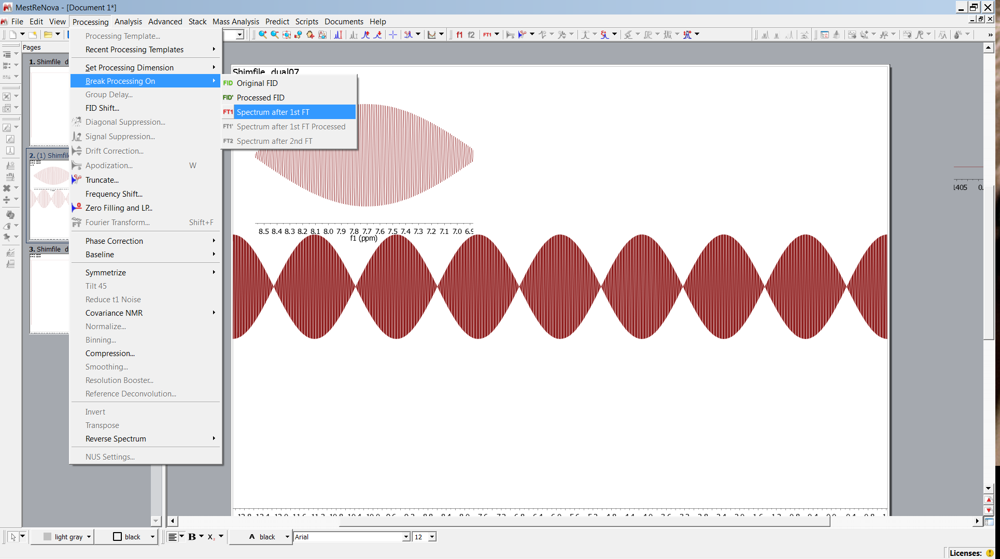 MestReNova - [Document 1*]
File Edit View Processing Analysis Advanced Stack Mass Analysis Predict Scripts Documents Help
f1 f2 FT1
Pages
1. Shimfile d
2. (1) Shimfile
3. Shimfile d
Processing Template...
Recent Processing Templates
Set Processing Dimension
Break Processing On
Group Delay...
FID Shift...
Diagonal Suppression...
Signal Suppression...
Drift Correction...
Apodization... W
Truncate...
Frequency Shift...
Zero Filling and LP...
Fourier Transform... Shift+F
Phase Correction
Baseline
Symmetrize
Tilt 45
Reduce t1 Noise
Covariance NMR
Normalize...
Binning...
Compression...
Smoothing...
Resolution Booster...
Reference Deconvolution...
Invert
Transpose
Reverse Spectrum
NUS Settings...
FID Original FID
FID' Processed FID
FT1 Spectrum after 1st FT
FT1' Spectrum after 1st FT Processed
FT2 Spectrum after 2nd FT
Shimfile dual07
8.5 8.4 8.3 8.2 8.1 8.0 7.9 7.8 7.7 7.6 7.5 7.4 7.3 7.2 7.1 7.0 6.9
f1 (ppm)
1405 0.
light gray black B X₂ A black Arial 12
Licenses: